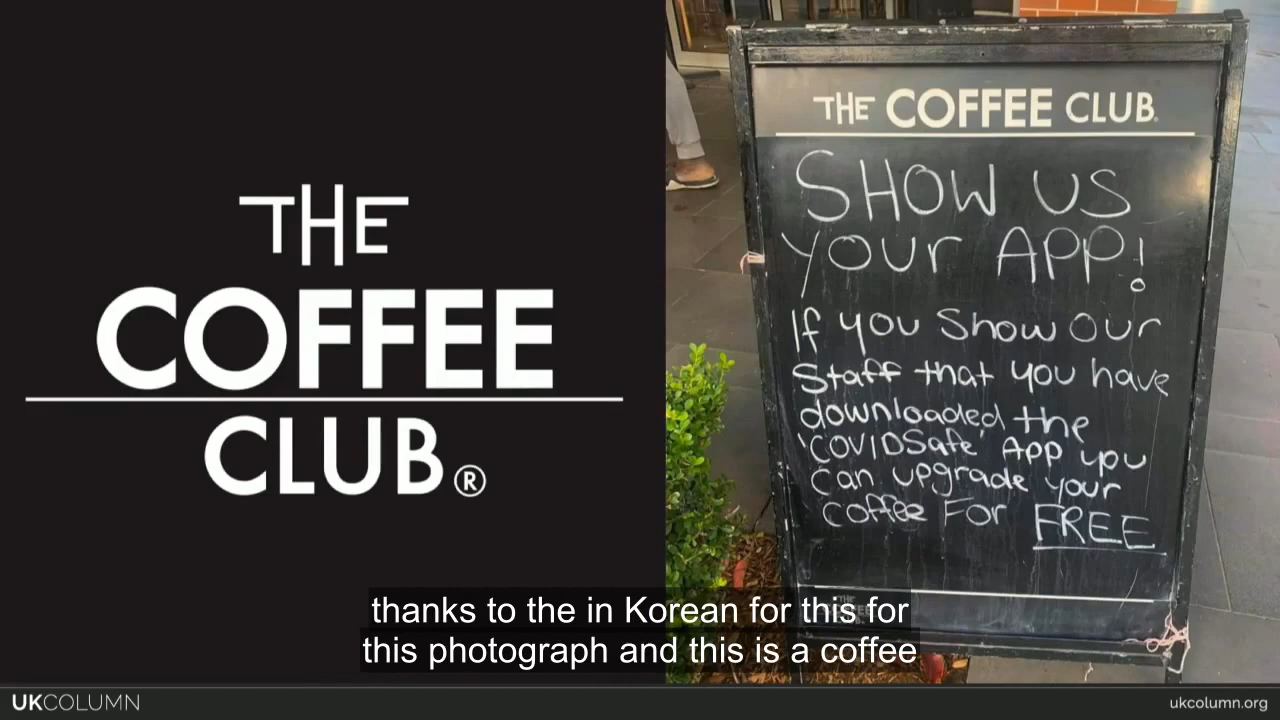 THE
COFFEE
CLUB®
THE COFFEE CLUB
SHOW US
YOUR APP!
If you Show Our
Staff that you have
downloaded the
'COVIDSafe' App you
Can upgrade your
Coffee For FREE
thanks to the in Korean for this for
this photograph and this is a coffee
UKCOLUMN
ukcolumn.org